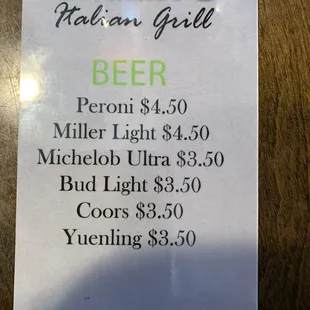 Italian Grill
BEER
Peroni $4.50
Miller Light $4.50
Michelob Ultra $3.50
Bud Light $3.50
Coors $3.50
Yuenling $3.50